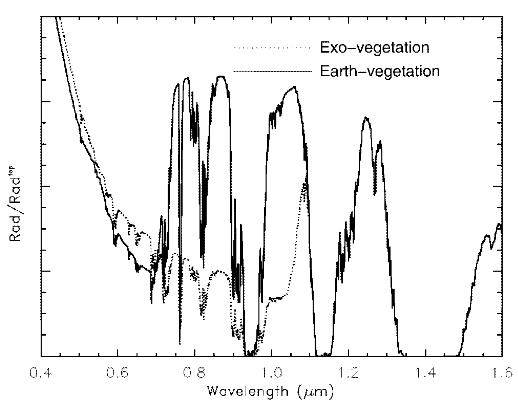 Exo-vegetation
Earth-vegetation
Rad/Rad^top
0.4 0.6 0.8 1.0 1.2 1.4 1.6
Wavelength (μm)